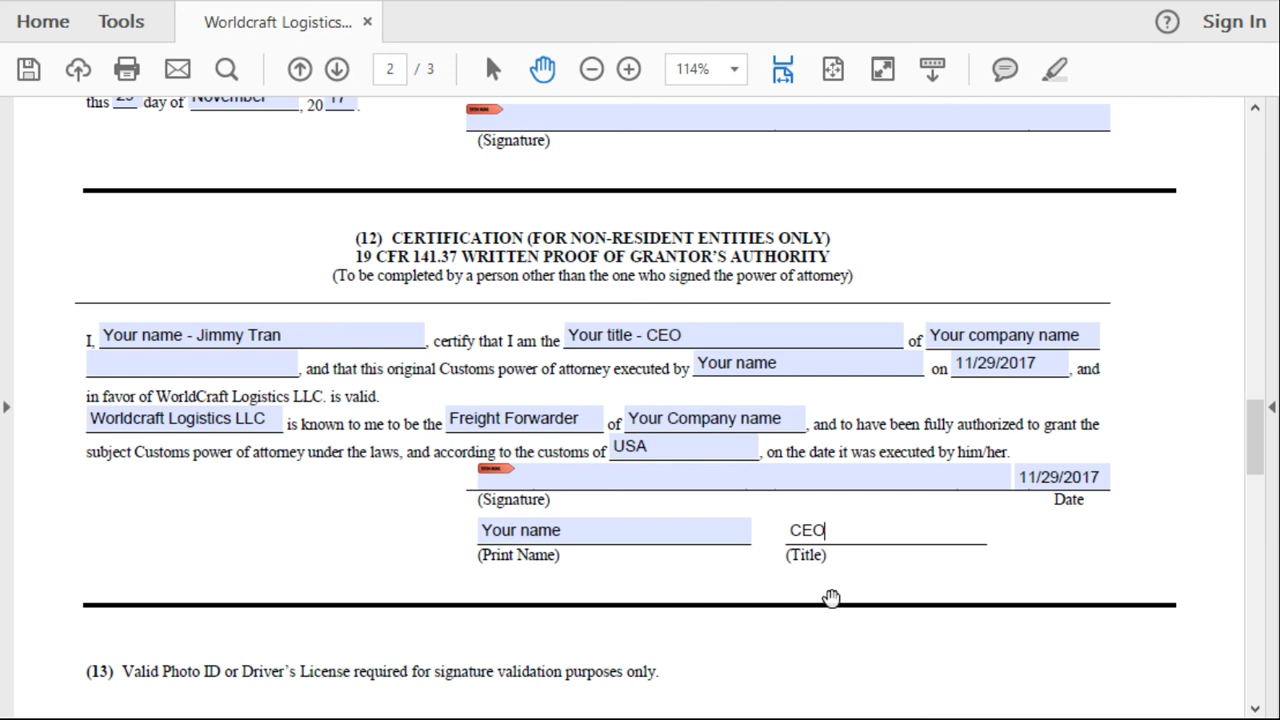 Home Tools Worldcraft Logistics... × ? Sign In
2 / 3 114%
this 29 day of November, 20 17.
(Signature)
(12) CERTIFICATION (FOR NON-RESIDENT ENTITIES ONLY)
19 CFR 141.37 WRITTEN PROOF OF GRANTOR'S AUTHORITY
(To be completed by a person other than the one who signed the power of attorney)
I, Your name - Jimmy Tran, certify that I am the Your title - CEO of Your company name
, and that this original Customs power of attorney executed by Your name on 11/29/2017, and
in favor of WorldCraft Logistics LLC. is valid.
Worldcraft Logistics LLC is known to me to be the Freight Forwarder of Your Company name, and to have been fully authorized to grant the
subject Customs power of attorney under the laws, and according to the customs of USA, on the date it was executed by him/her.
11/29/2017
(Signature) Date
Your name CEO
(Print Name) (Title)
(13) Valid Photo ID or Driver's License required for signature validation purposes only.